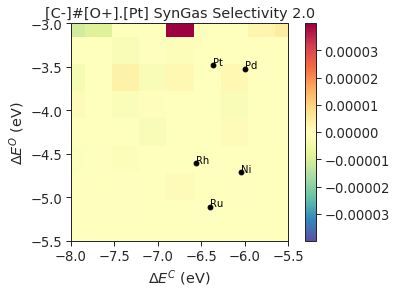 [C-]#[O+].[Pt] SynGas Selectivity 2.0
−3.0
−3.5
−4.0
−4.5
−5.0
−5.5
ΔE^O (eV)
Pt
Pd
Rh
Ni
Ru
−8.0 −7.5 −7.0 −6.5 −6.0 −5.5
ΔE^C (eV)
0.00003
0.00002
0.00001
0.00000
−0.00001
−0.00002
−0.00003